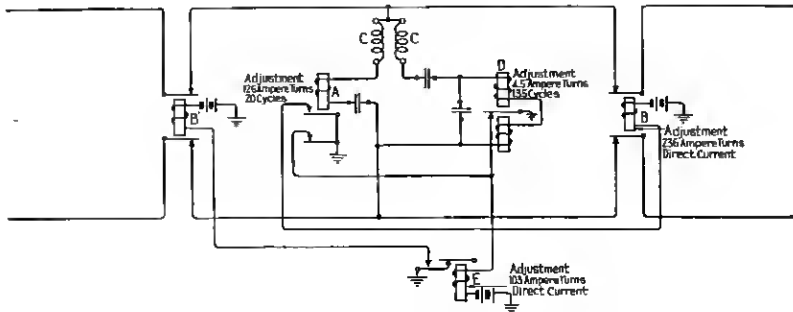 C C
D
Adjustment
126 Ampere Turns
20 Cycles
A
Adjustment
4.5 Ampere Turns
135 Cycles
B'
B
Adjustment
236 Ampere Turns
Direct Current
E
Adjustment
103 Ampere Turns
Direct Current